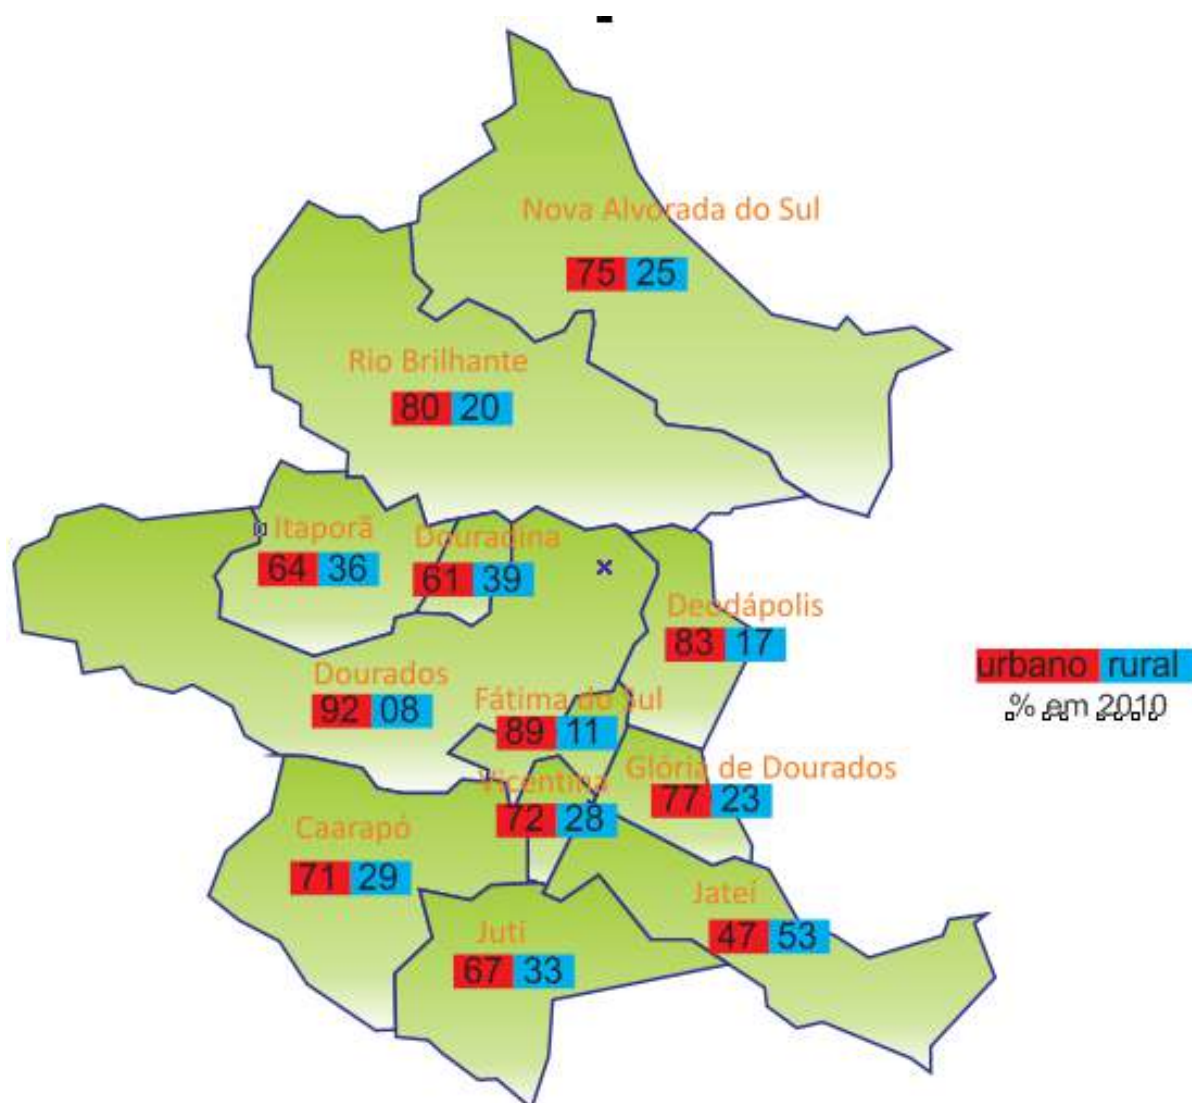 Nova Alvorada do Sul
75 25
Rio Brilhante
80 20
Itaporã
64 36
Douradina
61 39
Deodápolis
83 17
Dourados
92 08
Fátima do Sul
89 11
urbano rural
% em 2010
Vicentina
72 28
Glória de Dourados
77 23
Caarapó
71 29
Jateí
47 53
Juti
67 33